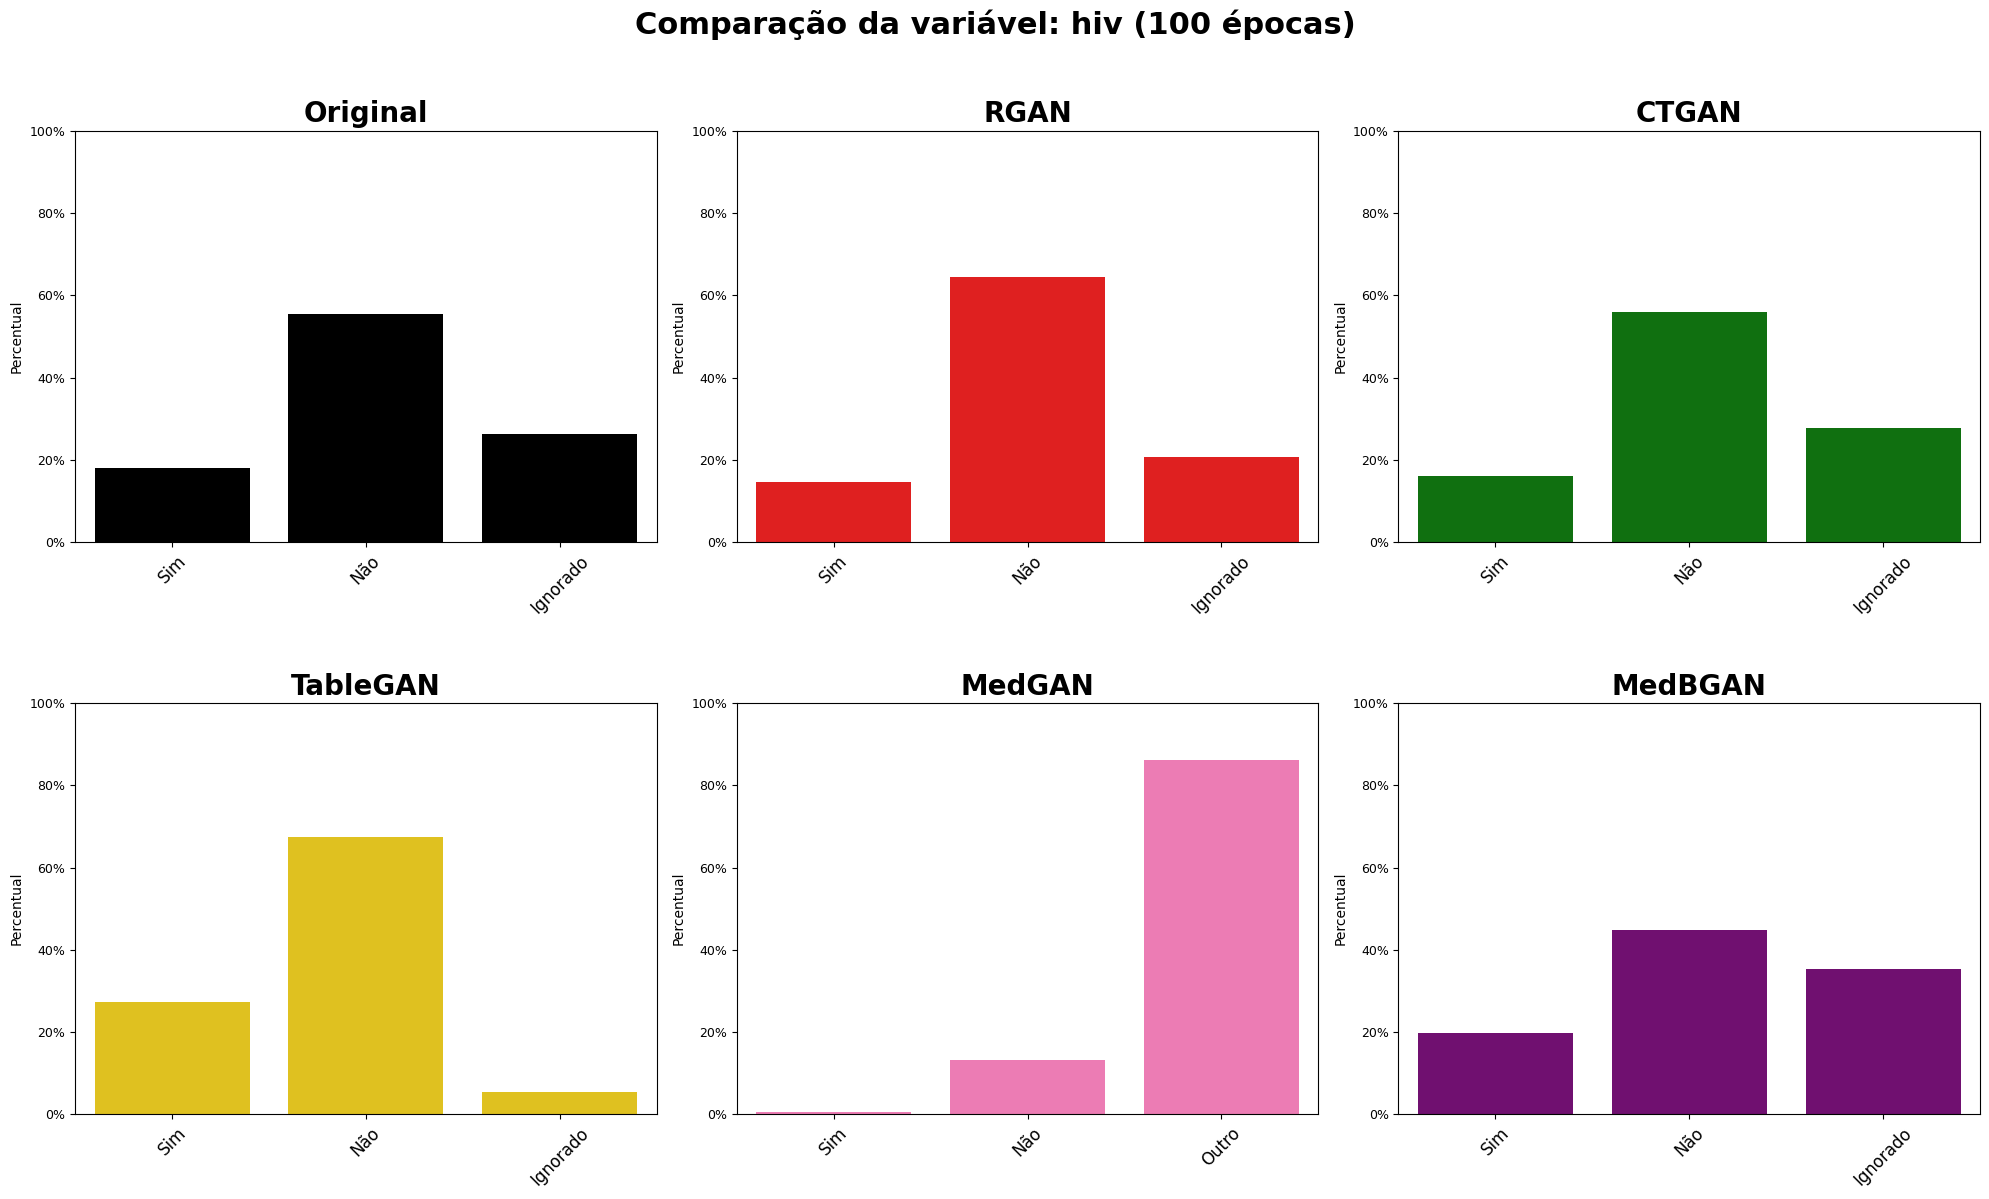 Comparação da variável: hiv (100 épocas)
Original
RGAN
CTGAN
100%
80%
60%
40%
20%
0%
Percentual
Sim
Não
Ignorado
100%
80%
60%
40%
20%
0%
Percentual
Sim
Não
Ignorado
100%
80%
60%
40%
20%
0%
Percentual
Sim
Não
Ignorado
TableGAN
MedGAN
MedBGAN
100%
80%
60%
40%
20%
0%
Percentual
Sim
Não
Ignorado
100%
80%
60%
40%
20%
0%
Percentual
Sim
Não
Outro
100%
80%
60%
40%
20%
0%
Percentual
Sim
Não
Ignorado